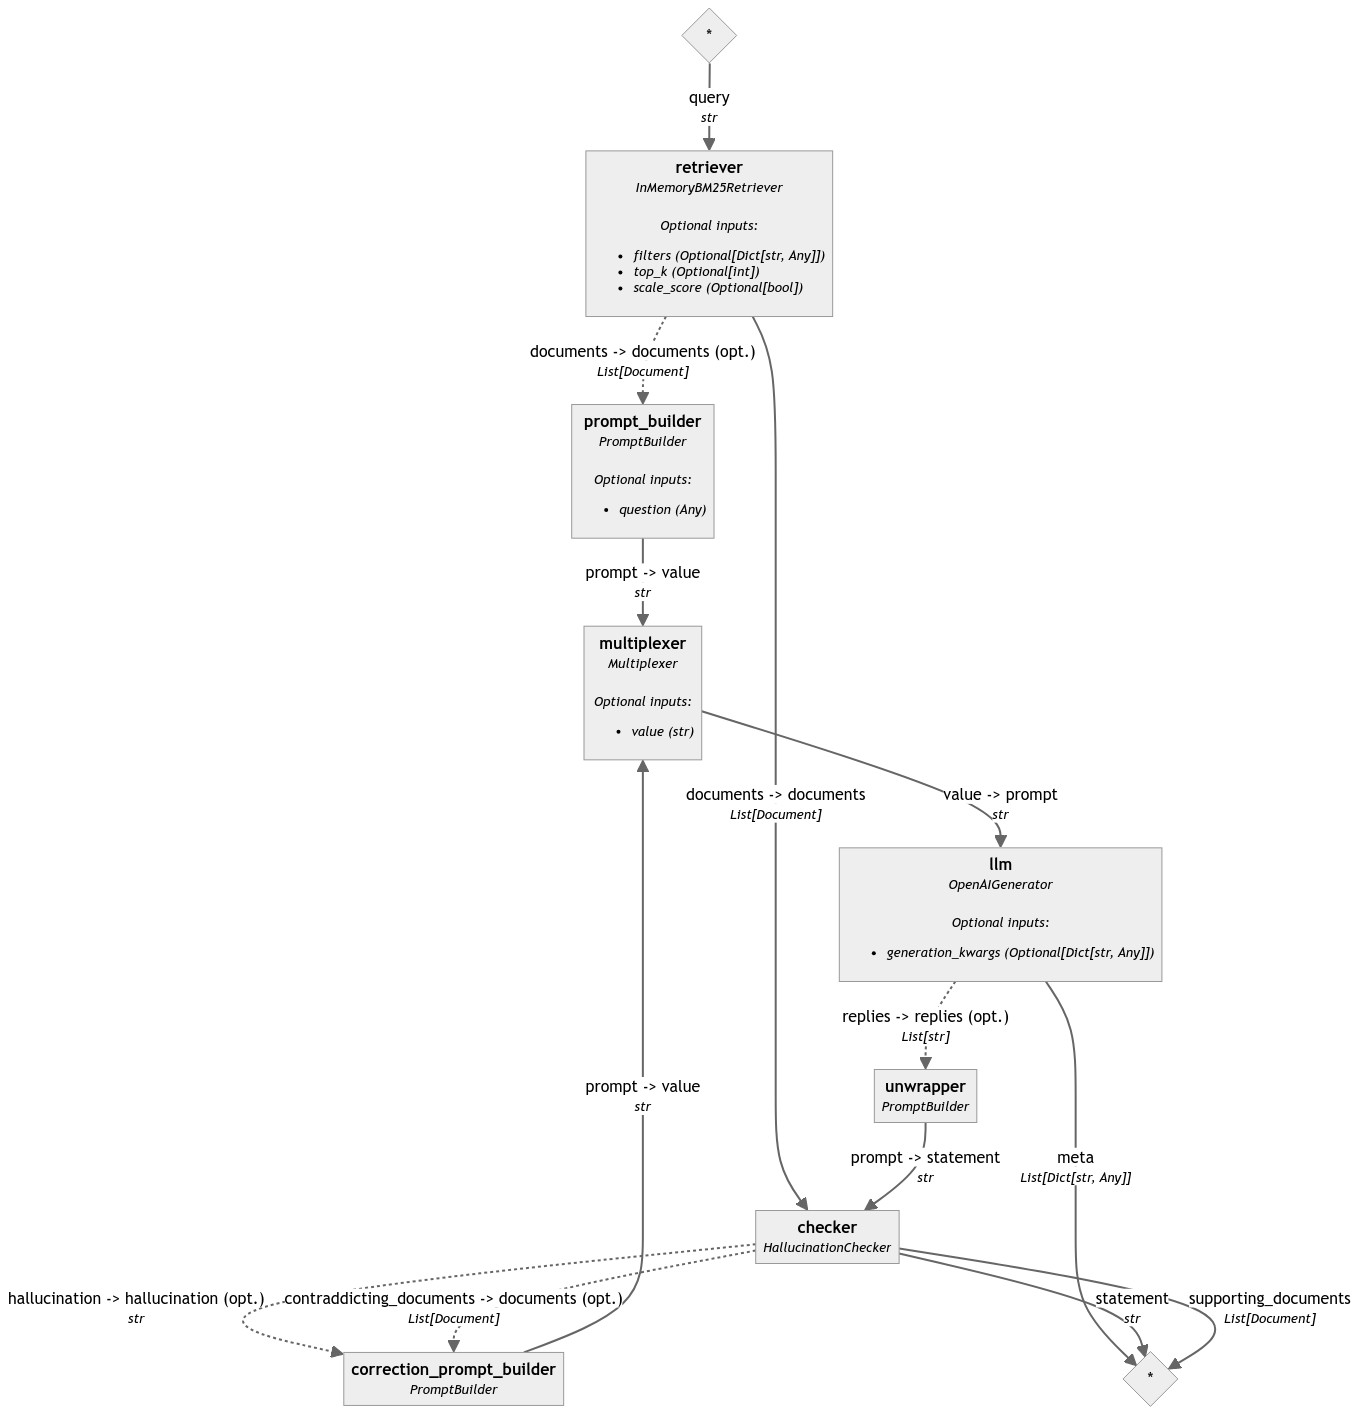 *
query
str
retriever
InMemoryBM25Retriever
Optional inputs:
• filters (Optional[Dict[str, Any]])
• top_k (Optional[int])
• scale_score (Optional[bool])
documents -> documents (opt.)
List[Document]
prompt_builder
PromptBuilder
Optional inputs:
• question (Any)
prompt -> value
str
multiplexer
Multiplexer
Optional inputs:
• value (str)
documents -> documents
List[Document]
value -> prompt
str
llm
OpenAIGenerator
Optional inputs:
• generation_kwargs (Optional[Dict[str, Any]])
replies -> replies (opt.)
List[str]
unwrapper
PromptBuilder
prompt -> value
str
prompt -> statement
str
meta
List[Dict[str, Any]]
checker
HallucinationChecker
hallucination -> hallucination (opt.)
str
contraddicting_documents -> documents (opt.)
List[Document]
statement
str
supporting_documents
List[Document]
correction_prompt_builder
PromptBuilder
*